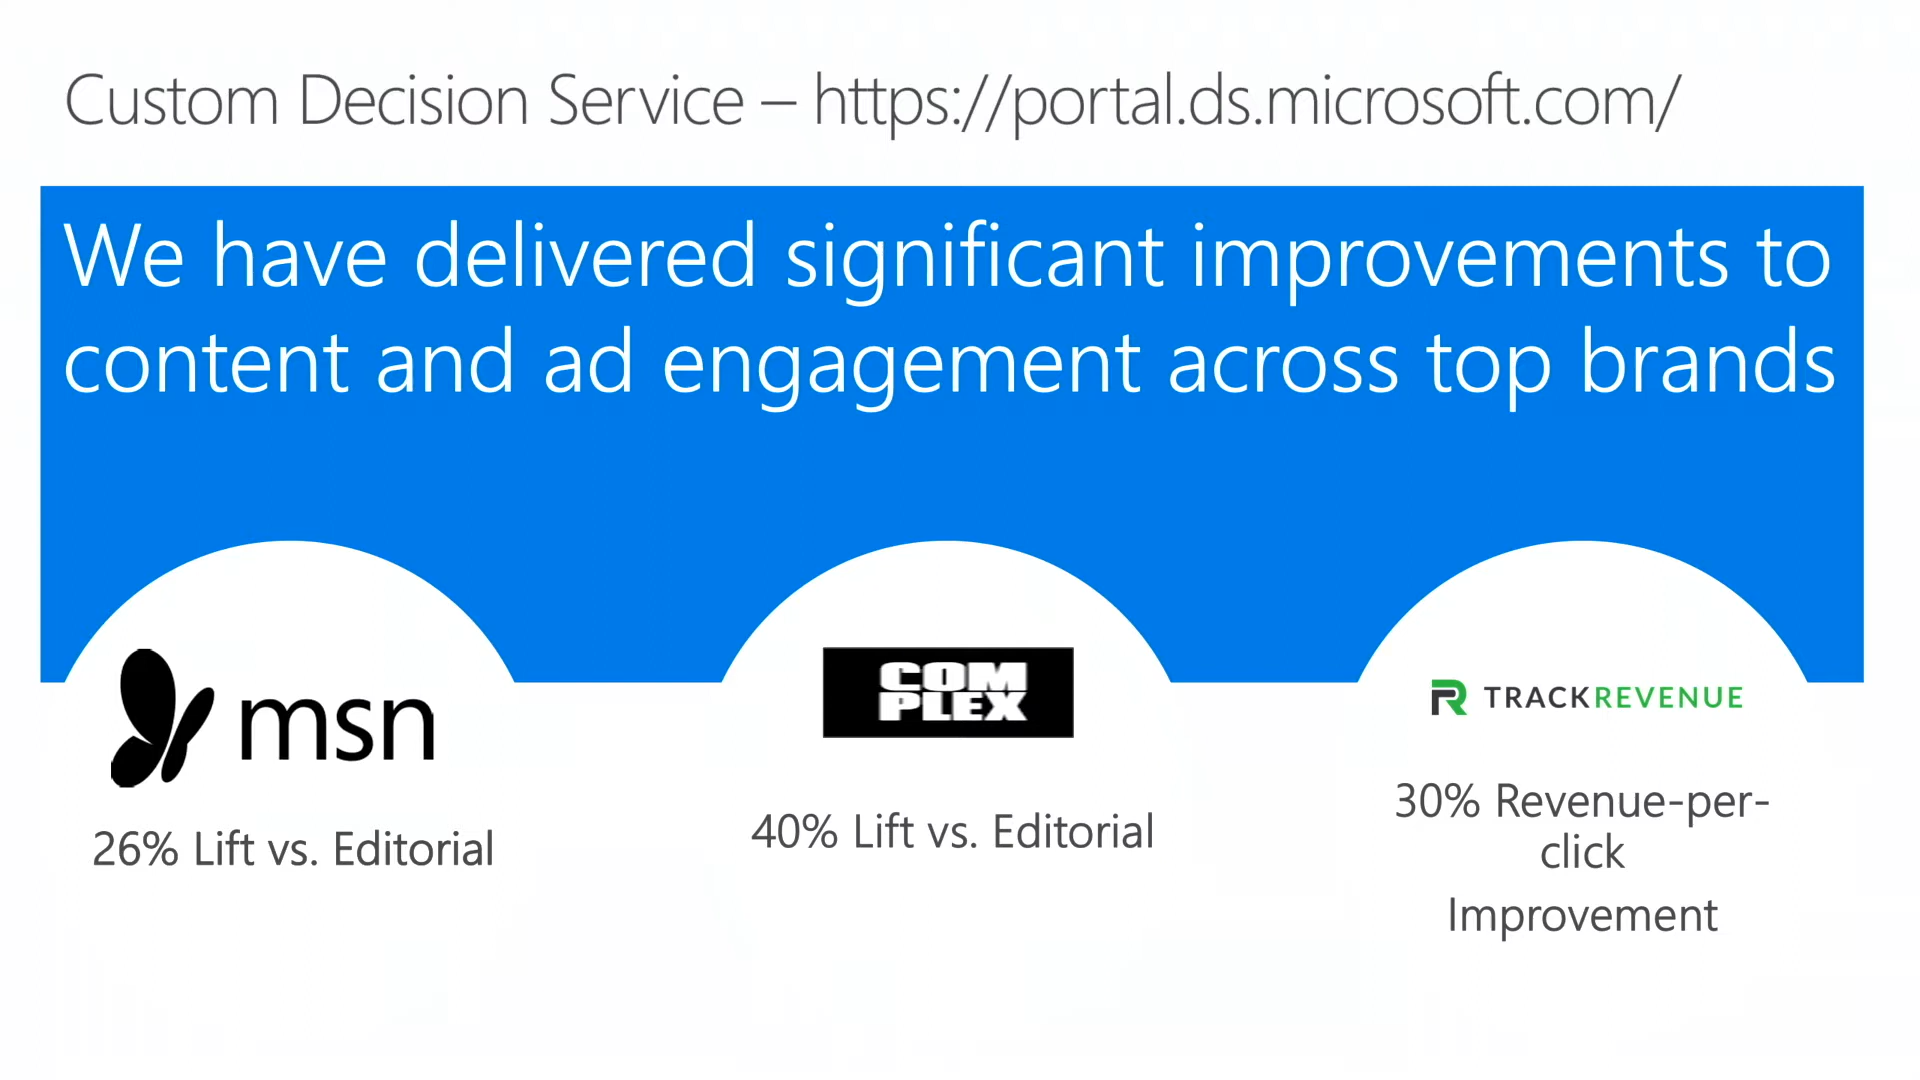 Custom Decision Service – https://portal.ds.microsoft.com/
We have delivered significant improvements to
content and ad engagement across top brands
msn
26% Lift vs. Editorial
COM
PLEX
40% Lift vs. Editorial
TRACKREVENUE
30% Revenue-per-
click
Improvement